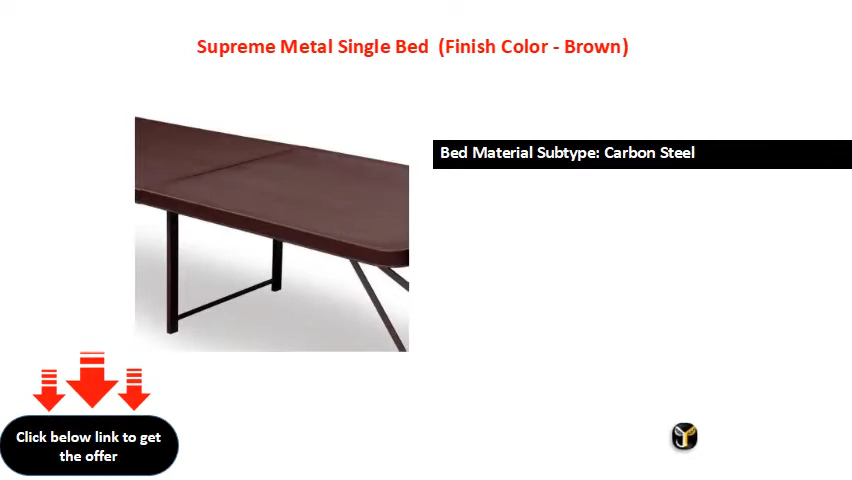 Supreme Metal Single Bed  (Finish Color - Brown)
Bed Material Subtype: Carbon Steel
Click below link to get
the offer